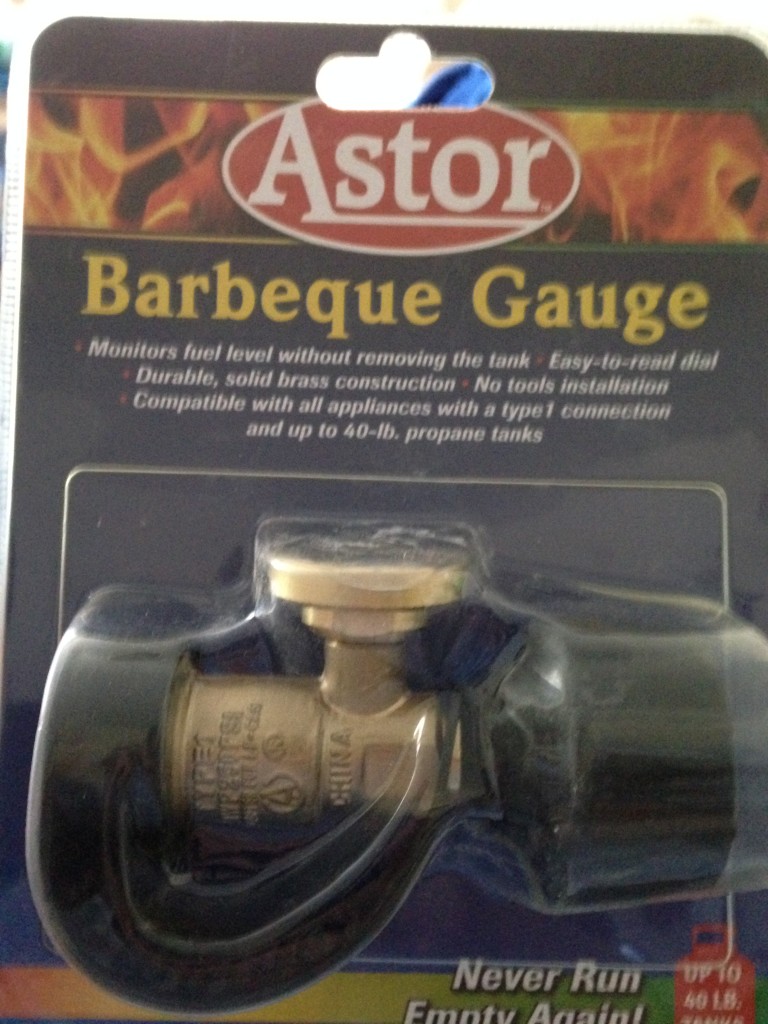 Astor
Barbeque Gauge
• Monitors fuel level without removing the tank • Easy-to-read dial
• Durable, solid brass construction • No tools installation
• Compatible with all appliances with a type1 connection
and up to 40-lb. propane tanks
TYPE1
CHINA
Never Run
Empty Again!
UP TO
40 LB.
TANKS